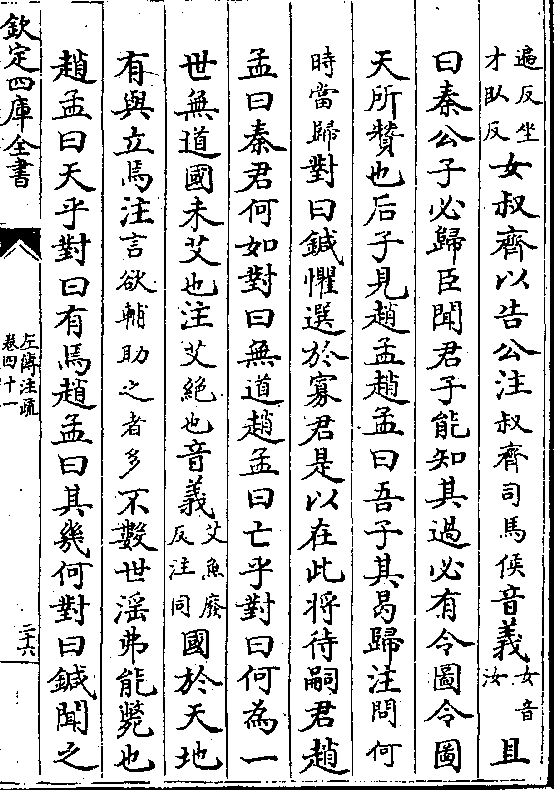 遍反坐
才臥反女叔齊以告公注叔齊司馬侯音義女音
汝且
曰秦公子必歸臣聞君子能知其過必有令圖令圖
天所贊也后子見趙孟趙孟曰吾子其曷歸注問何
時當歸對曰鍼懼選於寡君是以在此將待嗣君趙
孟曰秦君何如對曰無道趙孟曰亡乎對曰何為一
世無道國未艾也注艾絶也音義艾魚廢
反注同國於天地
有與立焉注言欲輔助之者多不數世滛弗能斃也
趙孟曰天乎對曰有焉趙孟曰其幾何對曰鍼聞之
欽定四庫全書
左傳注疏
卷四十一
二十六